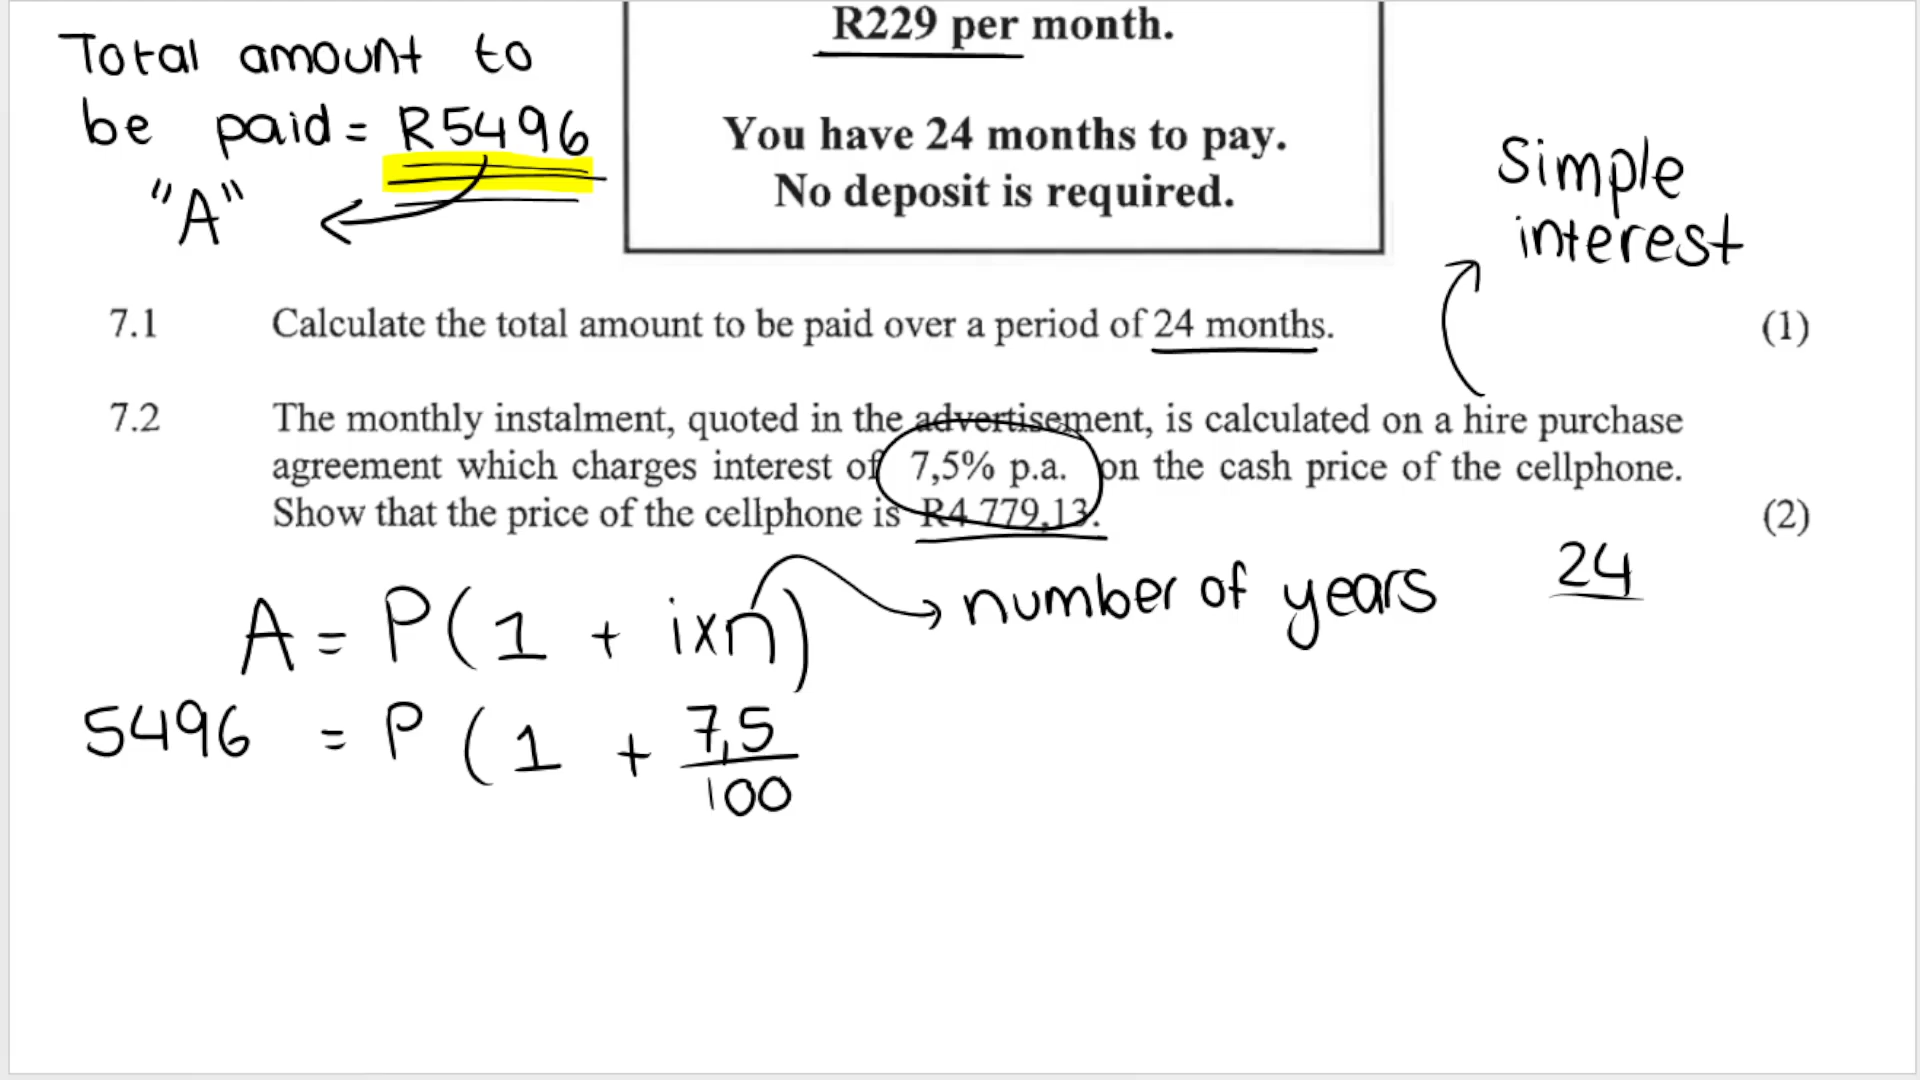 Total amount to
be paid = R5496
"A"
R229 per month.
You have 24 months to pay.
No deposit is required.
Simple
interest
7.1 Calculate the total amount to be paid over a period of 24 months. (1)
7.2 The monthly instalment, quoted in the advertisement, is calculated on a hire purchase
agreement which charges interest of 7,5% p.a. on the cash price of the cellphone.
Show that the price of the cellphone is R4 779,13. (2)
A = P(1 + i×n) → number of years
24
5496 = P (1 + 7,5
100